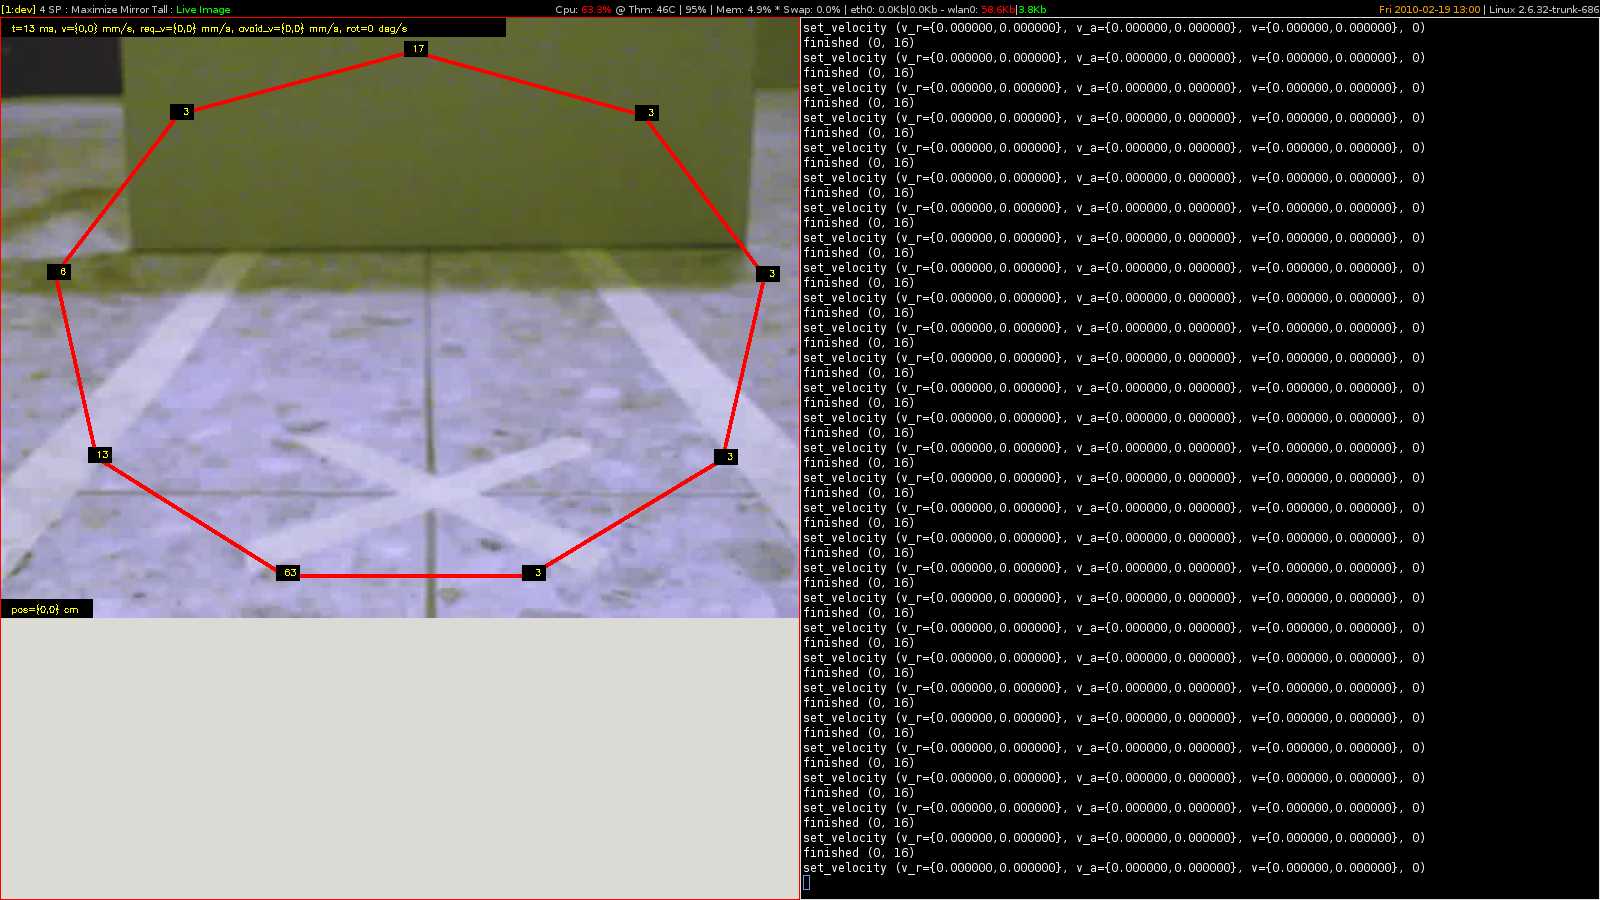 [1:dev] 4 SP : Maximize Mirror Tall : Live Image
Cpu: 63.3% @ Thm: 46C | 95% | Mem: 4.9% * Swap: 0.0% | eth0: 0.0Kb|0.0Kb - wlan0: 58.6Kb|3.8Kb
Fri 2010-02-19 13:00 | Linux 2.6.32-trunk-686
t=13 ms, v={0,0} mm/s, req_v={0,0} mm/s, avoid_v={0,0} mm/s, rot=0 deg/s
17
3
3
6
3
13
3
63
3
pos={0,0} cm
set_velocity (v_r={0.000000,0.000000}, v_a={0.000000,0.000000}, v={0.000000,0.000000}, 0)
finished (0, 16)
set_velocity (v_r={0.000000,0.000000}, v_a={0.000000,0.000000}, v={0.000000,0.000000}, 0)
finished (0, 16)
set_velocity (v_r={0.000000,0.000000}, v_a={0.000000,0.000000}, v={0.000000,0.000000}, 0)
finished (0, 16)
set_velocity (v_r={0.000000,0.000000}, v_a={0.000000,0.000000}, v={0.000000,0.000000}, 0)
finished (0, 16)
set_velocity (v_r={0.000000,0.000000}, v_a={0.000000,0.000000}, v={0.000000,0.000000}, 0)
finished (0, 16)
set_velocity (v_r={0.000000,0.000000}, v_a={0.000000,0.000000}, v={0.000000,0.000000}, 0)
finished (0, 16)
set_velocity (v_r={0.000000,0.000000}, v_a={0.000000,0.000000}, v={0.000000,0.000000}, 0)
finished (0, 16)
set_velocity (v_r={0.000000,0.000000}, v_a={0.000000,0.000000}, v={0.000000,0.000000}, 0)
finished (0, 16)
set_velocity (v_r={0.000000,0.000000}, v_a={0.000000,0.000000}, v={0.000000,0.000000}, 0)
finished (0, 16)
set_velocity (v_r={0.000000,0.000000}, v_a={0.000000,0.000000}, v={0.000000,0.000000}, 0)
finished (0, 16)
set_velocity (v_r={0.000000,0.000000}, v_a={0.000000,0.000000}, v={0.000000,0.000000}, 0)
finished (0, 16)
set_velocity (v_r={0.000000,0.000000}, v_a={0.000000,0.000000}, v={0.000000,0.000000}, 0)
finished (0, 16)
set_velocity (v_r={0.000000,0.000000}, v_a={0.000000,0.000000}, v={0.000000,0.000000}, 0)
finished (0, 16)
set_velocity (v_r={0.000000,0.000000}, v_a={0.000000,0.000000}, v={0.000000,0.000000}, 0)
finished (0, 16)
set_velocity (v_r={0.000000,0.000000}, v_a={0.000000,0.000000}, v={0.000000,0.000000}, 0)
finished (0, 16)
set_velocity (v_r={0.000000,0.000000}, v_a={0.000000,0.000000}, v={0.000000,0.000000}, 0)
finished (0, 16)
set_velocity (v_r={0.000000,0.000000}, v_a={0.000000,0.000000}, v={0.000000,0.000000}, 0)
finished (0, 16)
set_velocity (v_r={0.000000,0.000000}, v_a={0.000000,0.000000}, v={0.000000,0.000000}, 0)
finished (0, 16)
set_velocity (v_r={0.000000,0.000000}, v_a={0.000000,0.000000}, v={0.000000,0.000000}, 0)
finished (0, 16)
set_velocity (v_r={0.000000,0.000000}, v_a={0.000000,0.000000}, v={0.000000,0.000000}, 0)
finished (0, 16)
set_velocity (v_r={0.000000,0.000000}, v_a={0.000000,0.000000}, v={0.000000,0.000000}, 0)
finished (0, 16)
set_velocity (v_r={0.000000,0.000000}, v_a={0.000000,0.000000}, v={0.000000,0.000000}, 0)
finished (0, 16)
set_velocity (v_r={0.000000,0.000000}, v_a={0.000000,0.000000}, v={0.000000,0.000000}, 0)
finished (0, 16)
set_velocity (v_r={0.000000,0.000000}, v_a={0.000000,0.000000}, v={0.000000,0.000000}, 0)
finished (0, 16)
set_velocity (v_r={0.000000,0.000000}, v_a={0.000000,0.000000}, v={0.000000,0.000000}, 0)
finished (0, 16)
set_velocity (v_r={0.000000,0.000000}, v_a={0.000000,0.000000}, v={0.000000,0.000000}, 0)
finished (0, 16)
set_velocity (v_r={0.000000,0.000000}, v_a={0.000000,0.000000}, v={0.000000,0.000000}, 0)
finished (0, 16)
set_velocity (v_r={0.000000,0.000000}, v_a={0.000000,0.000000}, v={0.000000,0.000000}, 0)
finished (0, 16)
set_velocity (v_r={0.000000,0.000000}, v_a={0.000000,0.000000}, v={0.000000,0.000000}, 0)